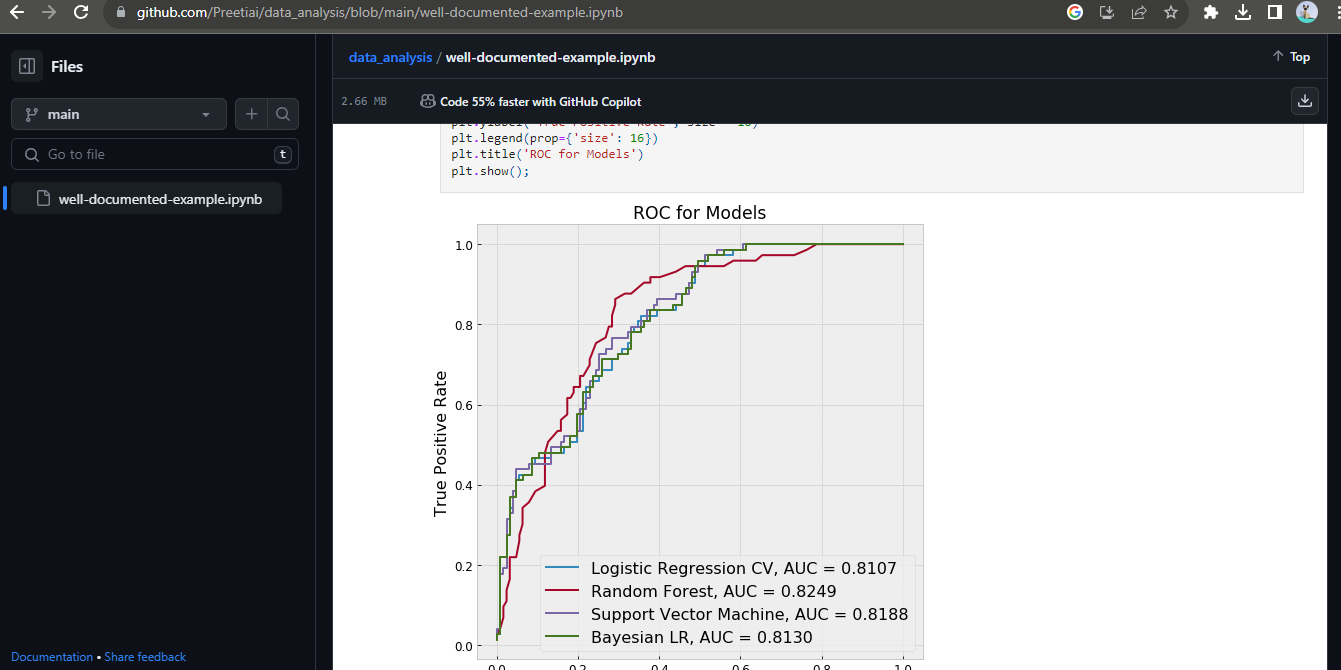 github.com/Preetiai/data_analysis/blob/main/well-documented-example.ipynb
Files
main
Go to file
t
well-documented-example.ipynb
Documentation • Share feedback
data_analysis / well-documented-example.ipynb
Top
2.66 MB
Code 55% faster with GitHub Copilot
plt.legend(prop={'size': 16})
plt.title('ROC for Models')
plt.show();
ROC for Models
True Positive Rate
1.0
0.8
0.6
0.4
0.2
0.0
Logistic Regression CV, AUC = 0.8107
Random Forest, AUC = 0.8249
Support Vector Machine, AUC = 0.8188
Bayesian LR, AUC = 0.8130
0.0 0.2 0.4 0.6 0.8 1.0